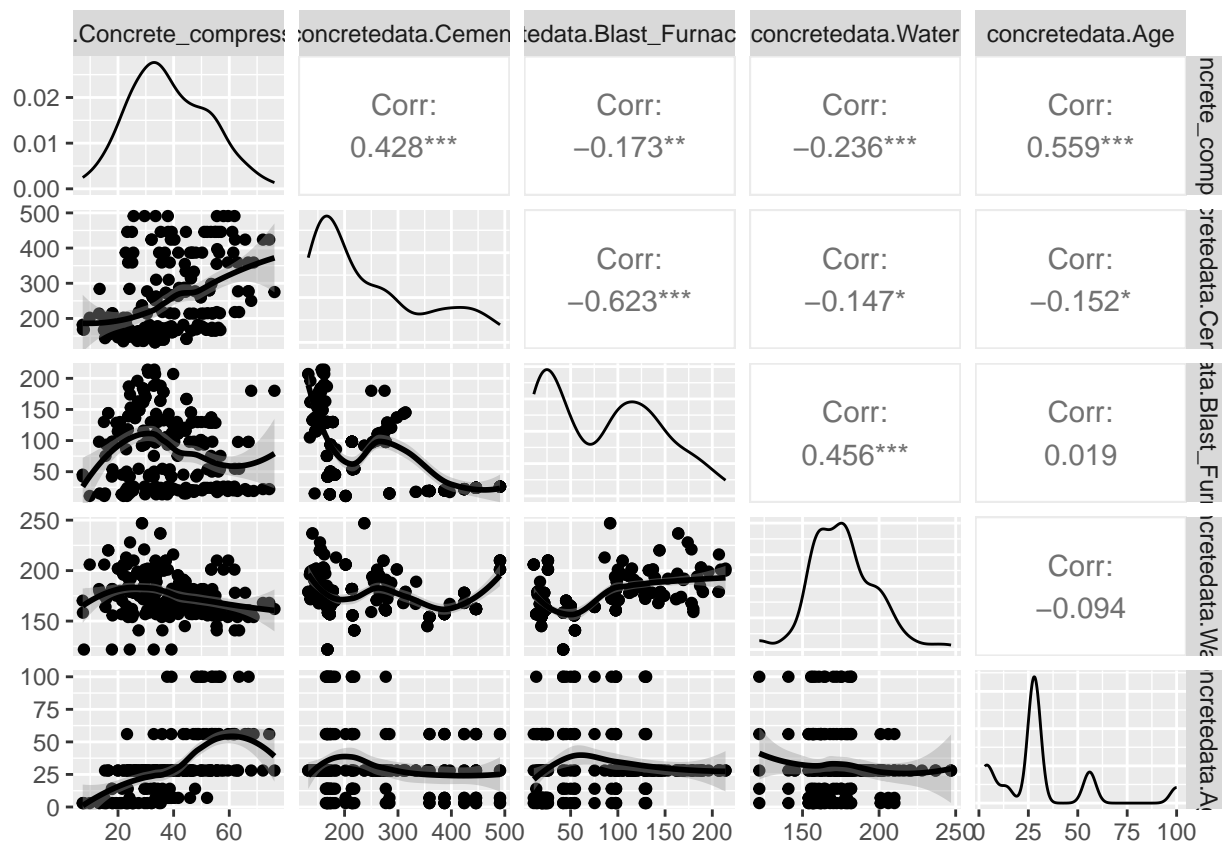 .Concrete_compress
concretedata.Cemen
tedata.Blast_Furnac
concretedata.Water
concretedata.Age
0.02
0.01
0.00
Corr:
0.428***
Corr:
−0.173**
Corr:
−0.236***
Corr:
0.559***
ncrete_comp
500
400
300
200
Corr:
−0.623***
Corr:
−0.147*
Corr:
−0.152*
cretedata.Cer
200
150
100
50
Corr:
0.456***
Corr:
0.019
ata.Blast_Furn
250
200
150
Corr:
−0.094
ncretedata.Wa
100
75
50
25
0
ncretedata.Ag
20 40 60
200 300 400 500
50 100 150 200
150 200 250
0 25 50 75 100